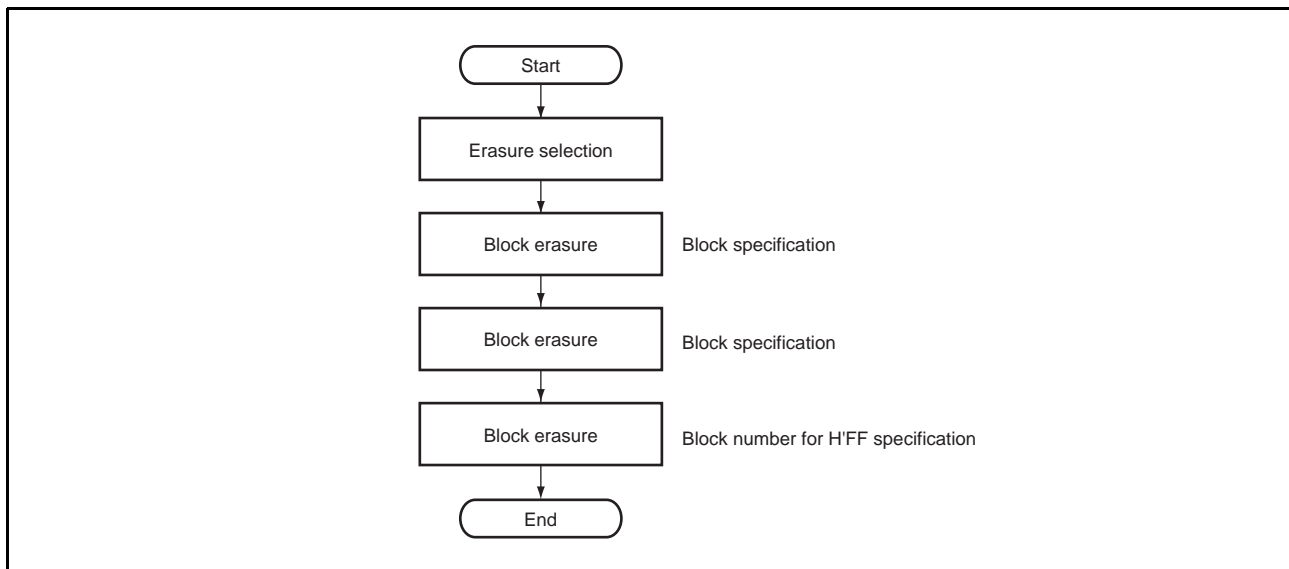 Start
Erasure selection
Block erasure
Block specification
Block erasure
Block specification
Block erasure
Block number for H'FF specification
End